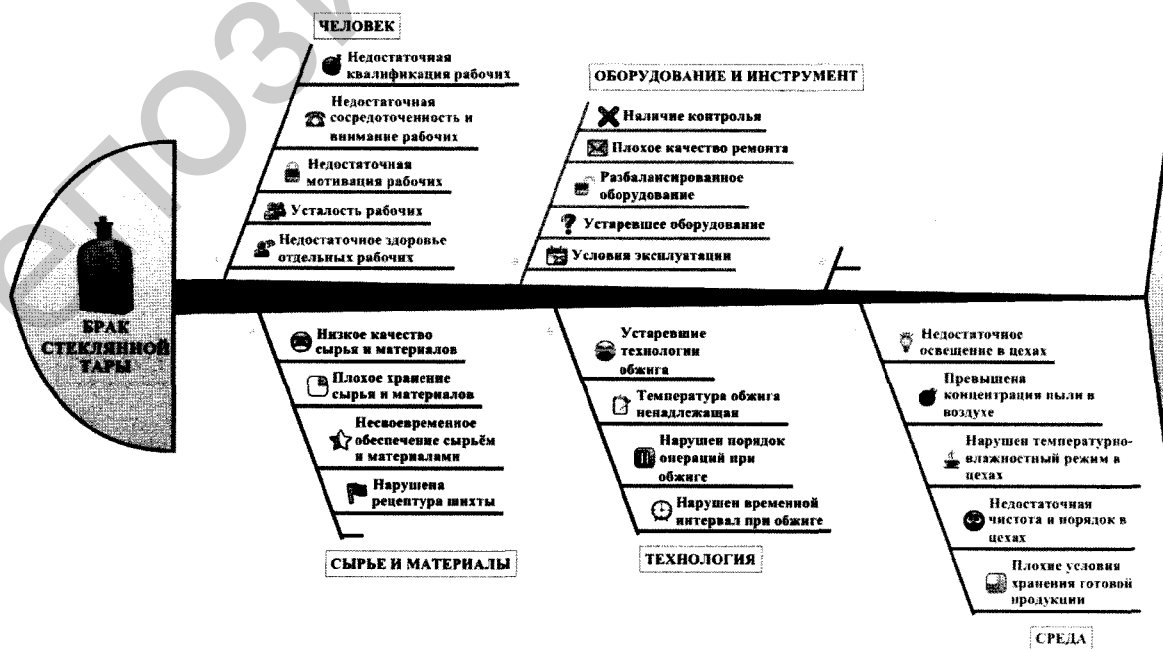 ЧЕЛОВЕК
Недостаточная
квалификация рабочих
Недостаточная
сосредоточенность и
внимание рабочих
Недостаточная
мотивация рабочих
Усталость рабочих
Недостаточное здоровье
отдельных рабочих
ОБОРУДОВАНИЕ И ИНСТРУМЕНТ
Наличие контролья
Плохое качество ремонта
Разбалансированное
оборудование
Устаревшее оборудование
Условия эксплуатации
БРАК
СТЕКЛЯННОЙ
ТАРЫ
Низкое качество
сырья и материалов
Плохое хранение
сырья и материалов
Несвоевременное
обеспечение сырьём
и материалами
Нарушена
рецептура шихты
СЫРЬЕ И МАТЕРИАЛЫ
Устаревшие
технологии
обжига
Температура обжига
ненадлежащая
Нарушен порядок
операций при
обжиге
Нарушен временной
интервал при обжиге
ТЕХНОЛОГИЯ
Недостаточное
освещение в цехах
Превышена
концентрация пыли в
воздухе
Нарушен температурно-
влажностный режим в
цехах
Недостаточная
чистота и порядок в
цехах
Плохие условия
хранения готовой
продукции
СРЕДА